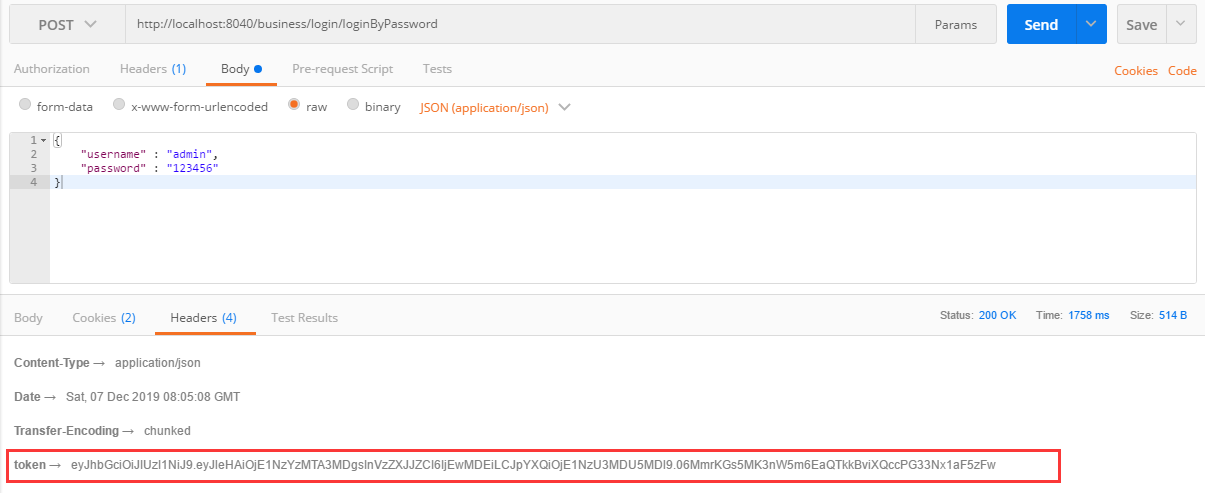 POST http://localhost:8040/business/login/loginByPassword Params Send Save
Authorization Headers (1) Body Pre-request Script Tests Cookies Code
form-data x-www-form-urlencoded raw binary JSON (application/json)
1 {
2 "username" : "admin",
3 "password" : "123456"
4 }
Body Cookies (2) Headers (4) Test Results Status: 200 OK Time: 1758 ms Size: 514 B
Content-Type → application/json
Date → Sat, 07 Dec 2019 08:05:08 GMT
Transfer-Encoding → chunked
token → eyJhbGciOiJIUzI1NiJ9.eyJleHAiOjE1NzYzMTA3MDgsInVzZXJJZCI6IjEwMDEiLCJpYXQiOjE1NzU3MDU5MDl9.06MmrKGs5MK3nW5m6EaQTkkBviXQccPG33Nx1aF5zFw